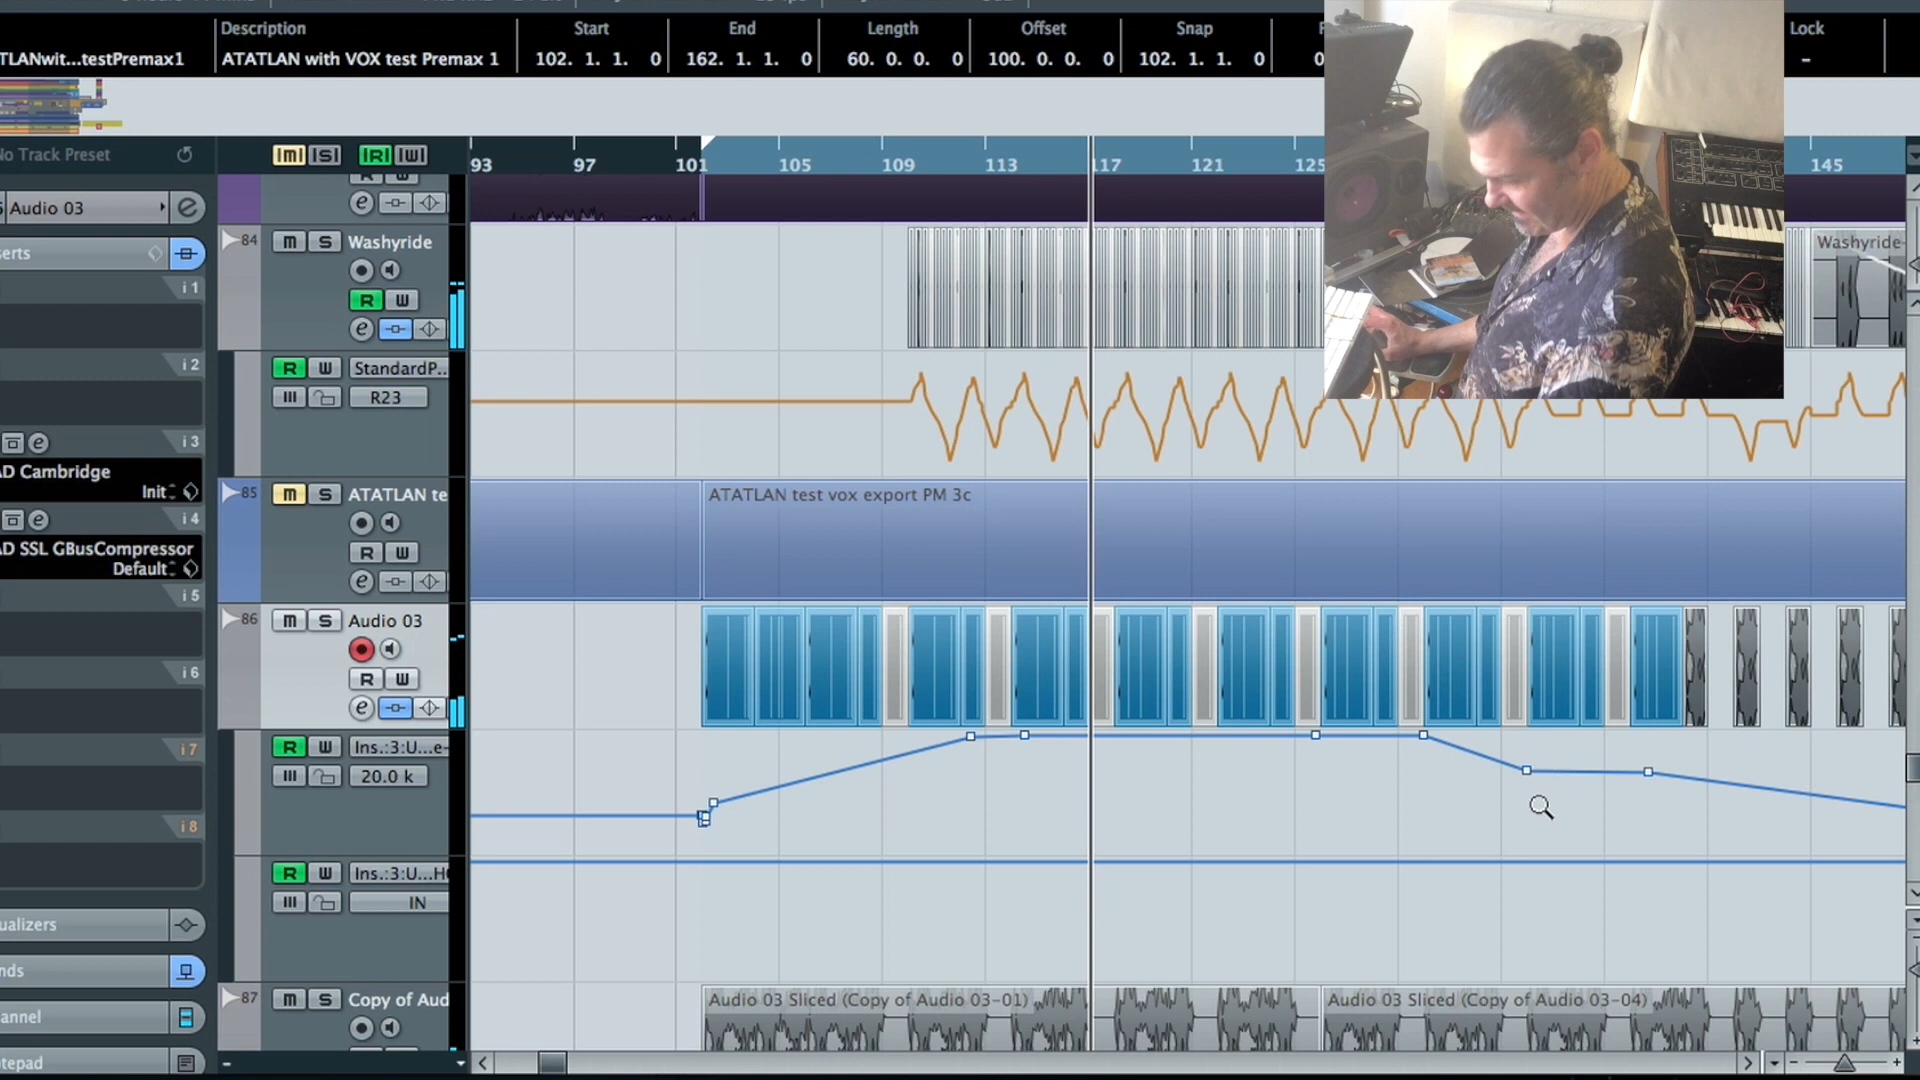 Description Start End Length Offset Snap Lock
TLANwit...testPremax1 ATATLAN with VOX test Premax 1 102. 1. 1. 0 162. 1. 1. 0 60. 0. 0. 0 100. 0. 0. 0 102. 1. 1. 0 0 -
No Track Preset M S R W 93 97 101 105 109 113 117 121 125 145
R W
Audio 03 e e
84 M S Washyride Washyride-
serts
R W
i 1
e
i 2 R W StandardP..
R23
i 3 e
AD Cambridge
Init
85 M S ATATLAN te ATATLAN test vox export PM 3c
i 4 e
AD SSL GBusCompressor
Default
R W
e
i 5
86 M S Audio 03
i 6
R W
e
i 7 R W Ins.:3:U...e-
20.0 k
i 8
R W Ins.:3:U...H
IN
ualizers
nds
87 M S Copy of Aud Audio 03 Sliced (Copy of Audio 03-01) Audio 03 Sliced (Copy of Audio 03-04)
annel
tepad